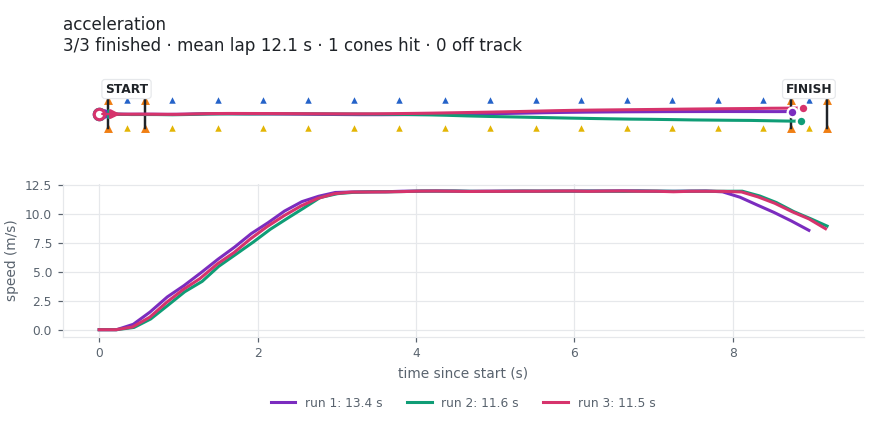 acceleration
3/3 finished · mean lap 12.1 s · 1 cones hit · 0 off track
START
FINISH
12.5
10.0
7.5
5.0
2.5
0.0
speed (m/s)
0
2
4
6
8
time since start (s)
run 1: 13.4 s
run 2: 11.6 s
run 3: 11.5 s